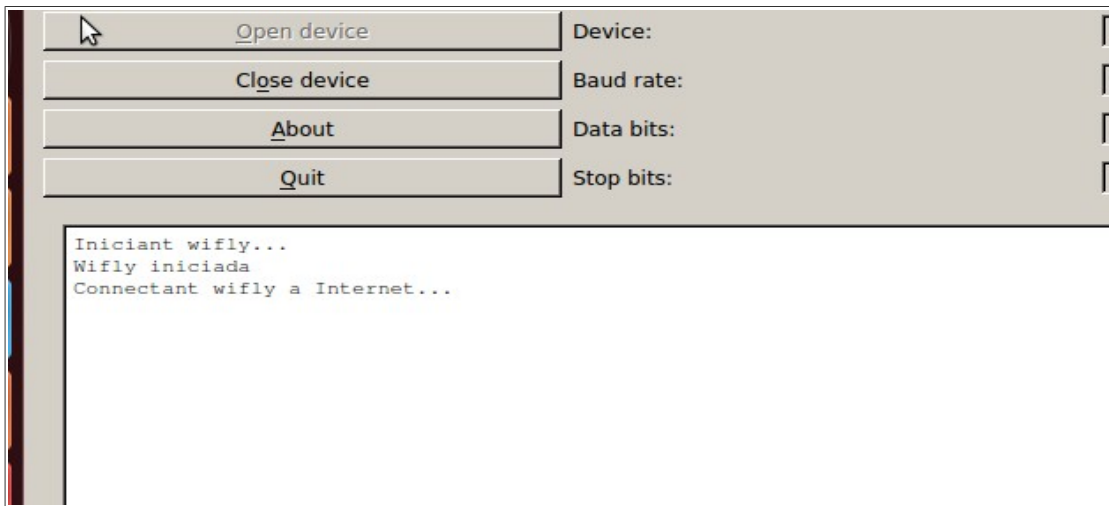 Open device
Close device
About
Quit
Device:
Baud rate:
Data bits:
Stop bits:
Iniciant wifly...
Wifly iniciada
Connectant wifly a Internet...